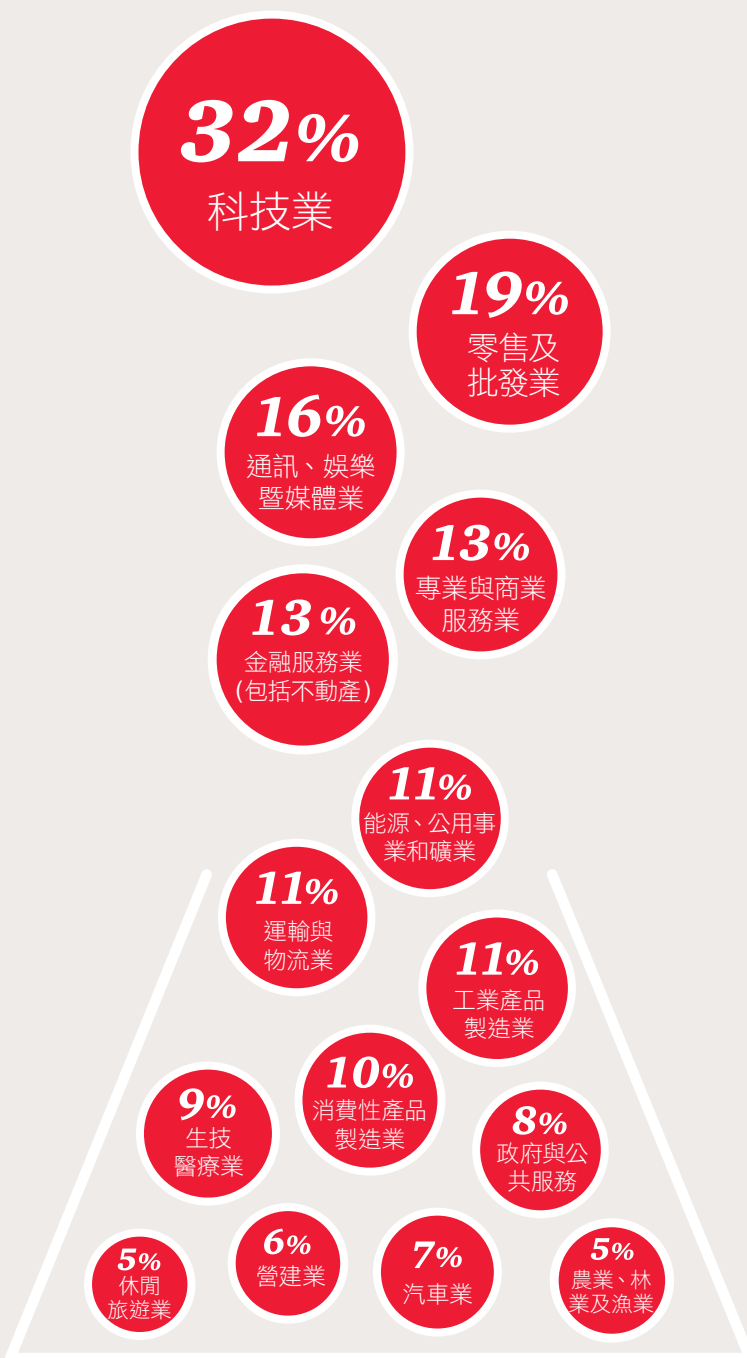 32%
科技業
19%
零售及
批發業
16%
通訊、娛樂
暨媒體業
13%
專業與商業
服務業
13%
金融服務業
(包括不動產)
11%
能源、公用事
業和礦業
11%
運輸與
物流業
11%
工業產品
製造業
10%
消費性產品
製造業
9%
生技
醫療業
8%
政府與公
共服務
7%
汽車業
6%
營建業
5%
休閒
旅遊業
5%
農業、林
業及漁業